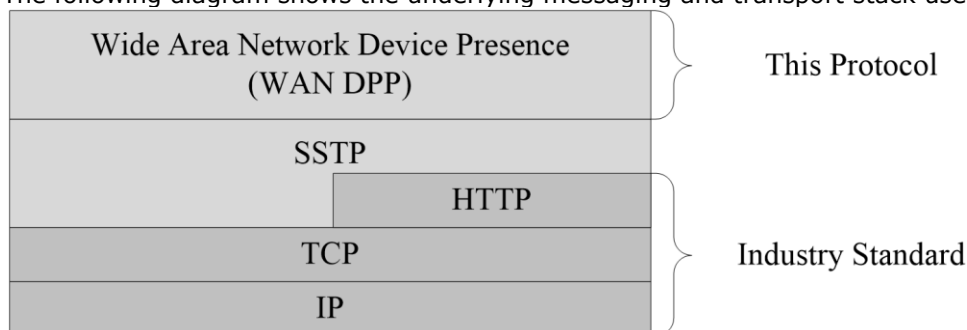 The following diagram shows the underlying messaging and transport stack use
Wide Area Network Device Presence
(WAN DPP)
This Protocol
SSTP
HTTP
TCP
Industry Standard
IP